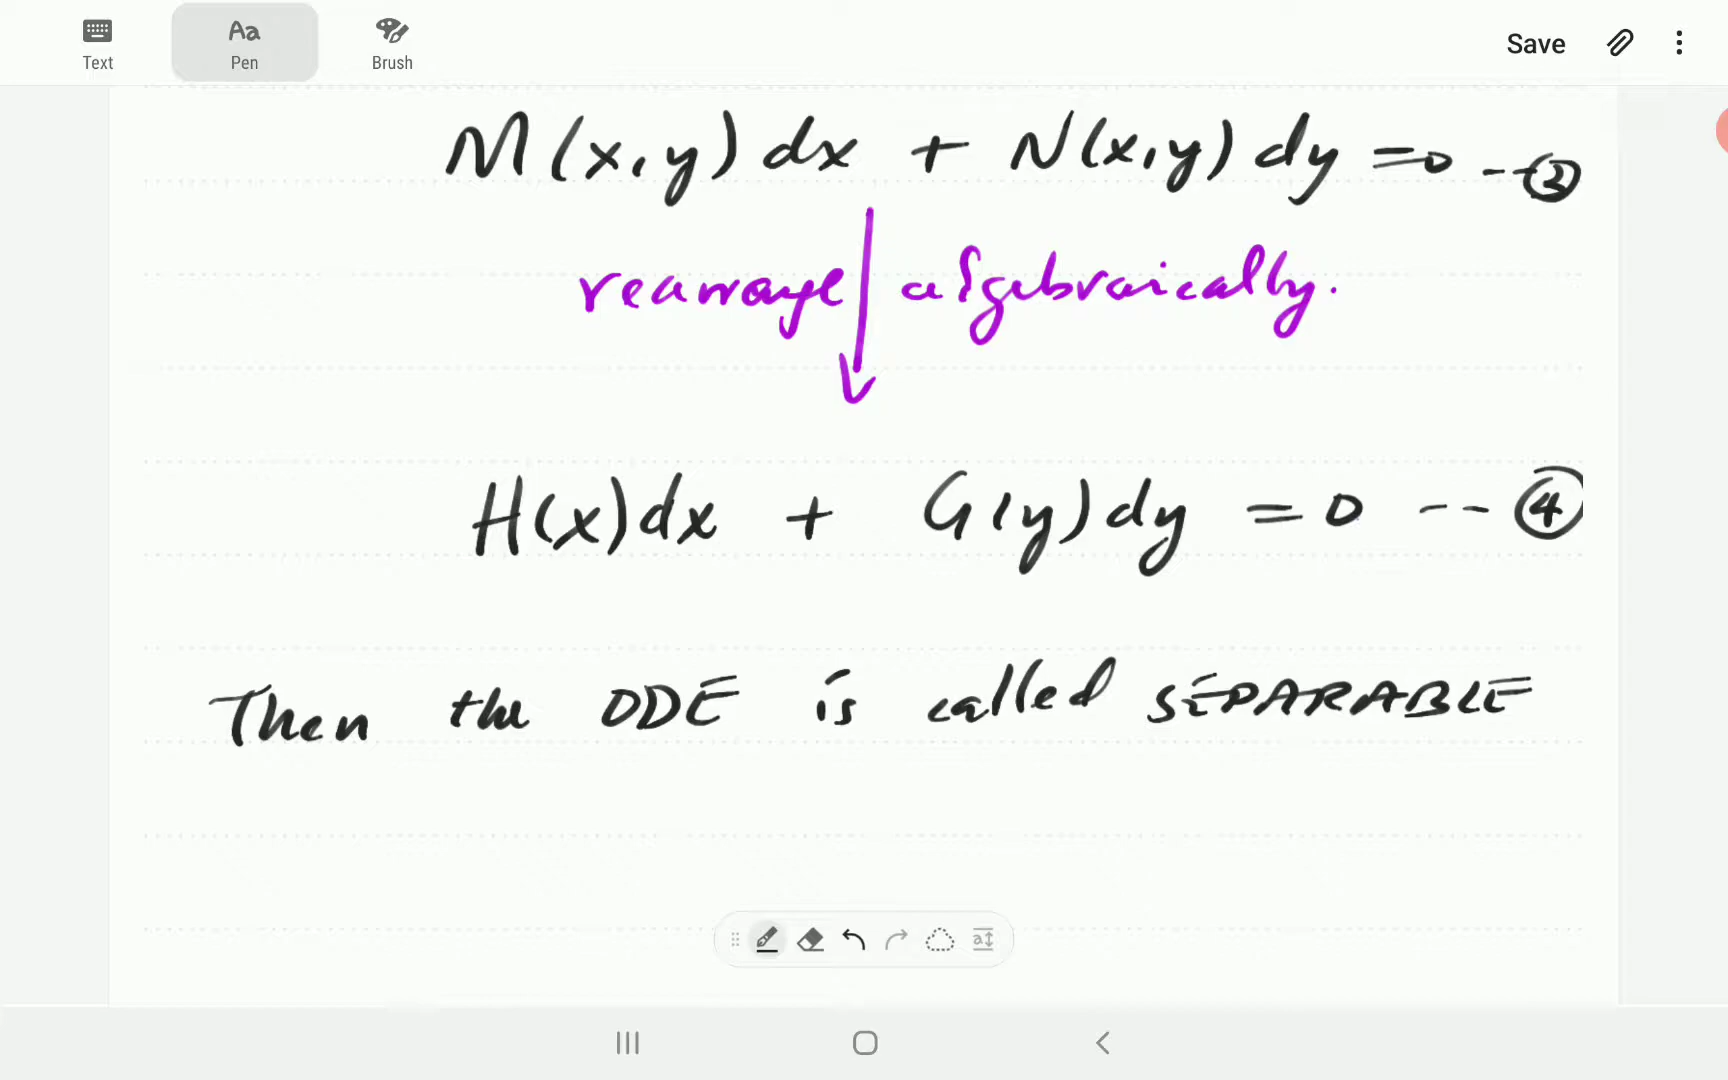 Text Pen Brush Save
M(x,y)dx + N(x,y)dy =0 --③
rearrange algebraically.
H(x)dx + G(y)dy = 0 -- ④
Then the ODE is called SEPARABLE